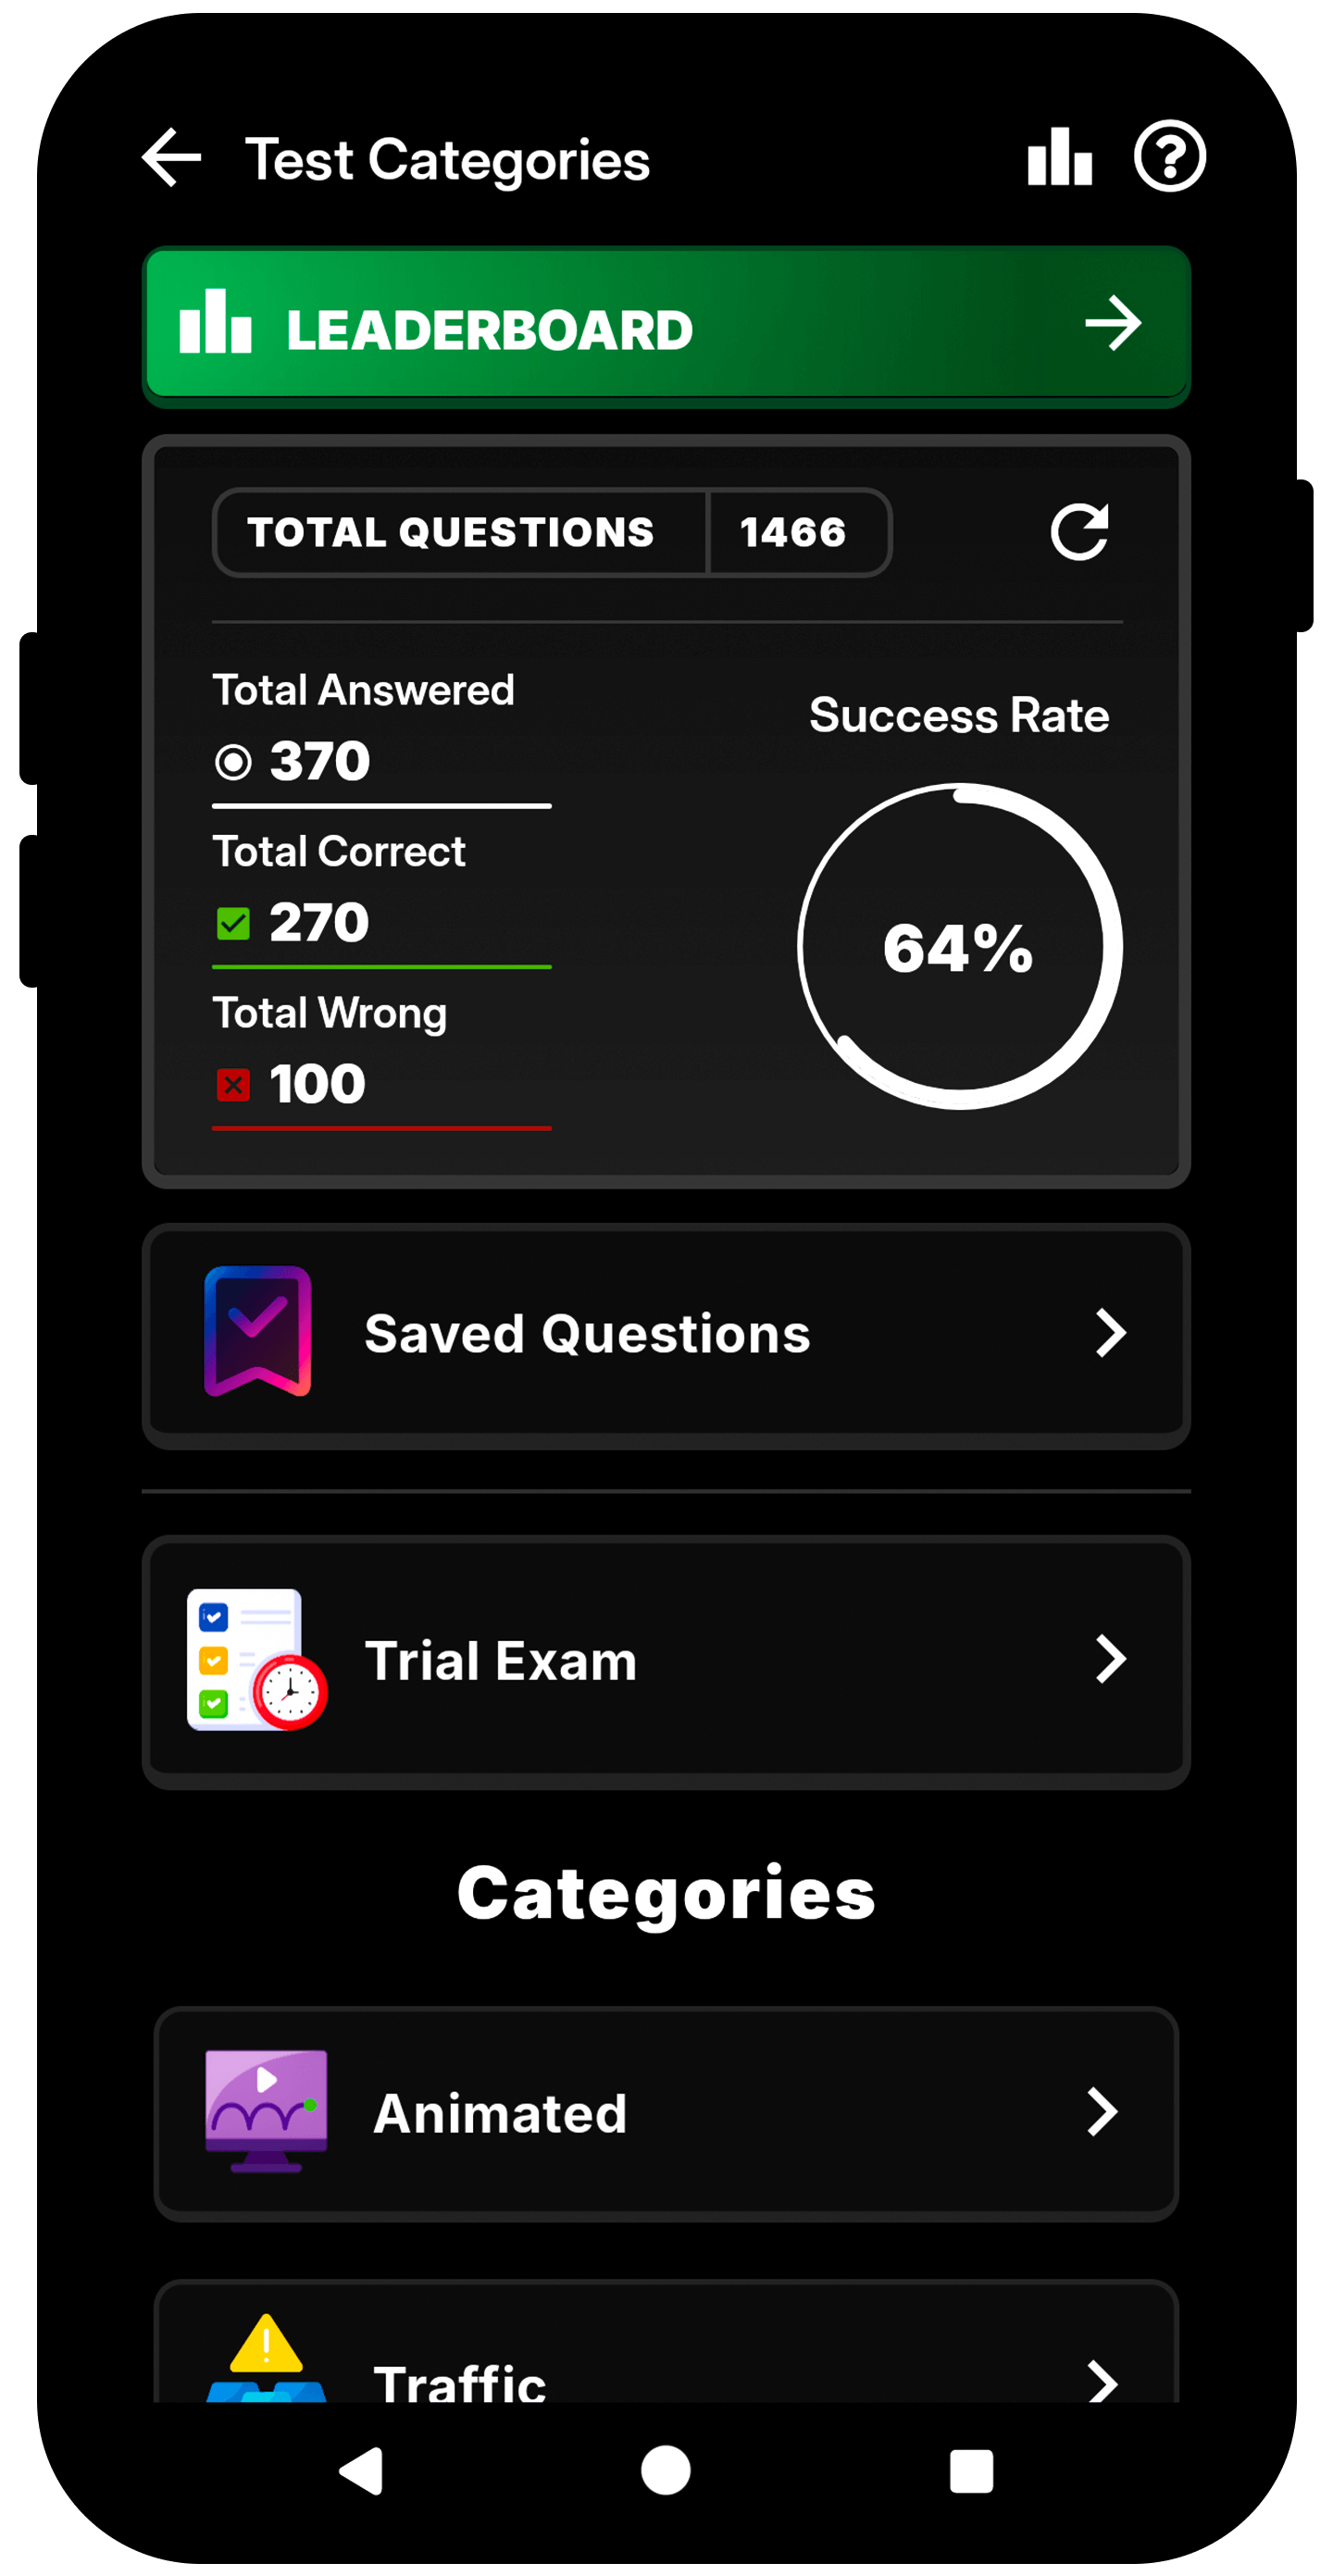 Test Categories
LEADERBOARD
TOTAL QUESTIONS 1466
Total Answered
370
Total Correct
270
Total Wrong
100
Success Rate
64%
Saved Questions
Trial Exam
Categories
Animated
Traffic